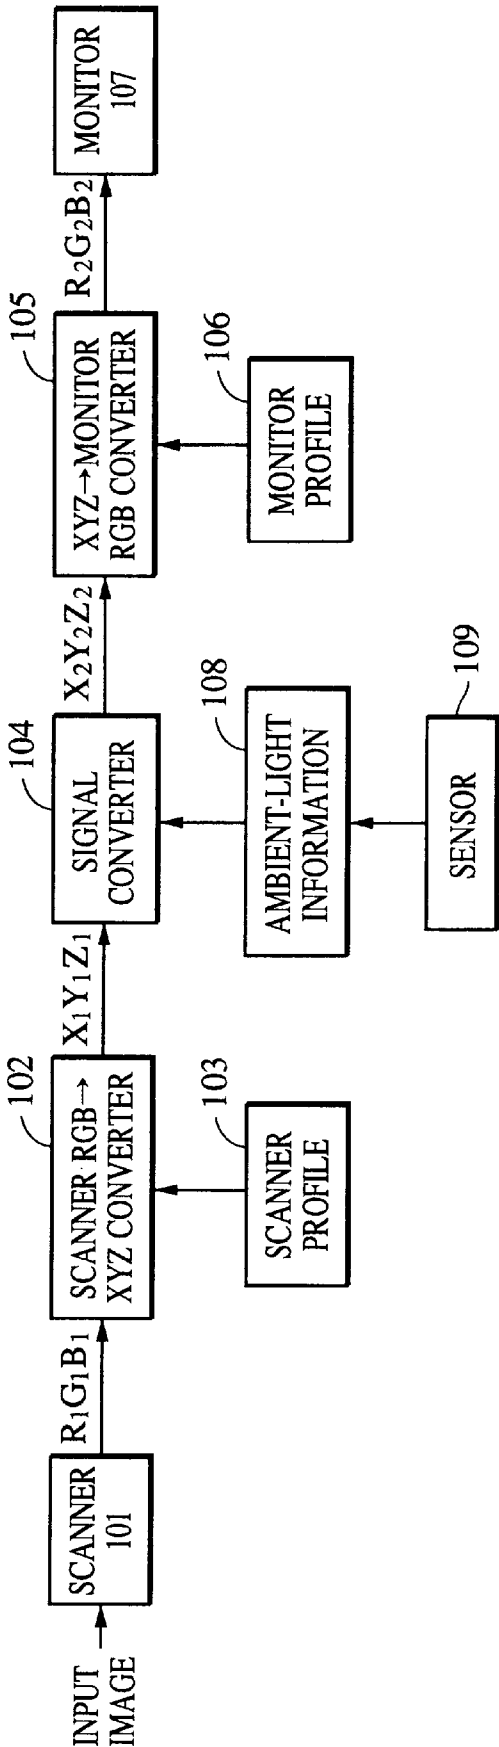 INPUT
IMAGE
SCANNER
101
R₁G₁B₁
102
SCANNER·RGB→
XYZ CONVERTER
103
SCANNER
PROFILE
X₁Y₁Z₁
104
SIGNAL
CONVERTER
108
AMBIENT-LIGHT
INFORMATION
109
SENSOR
X₂Y₂Z₂
105
XYZ→MONITOR
RGB CONVERTER
106
MONITOR
PROFILE
R₂G₂B₂
MONITOR
107